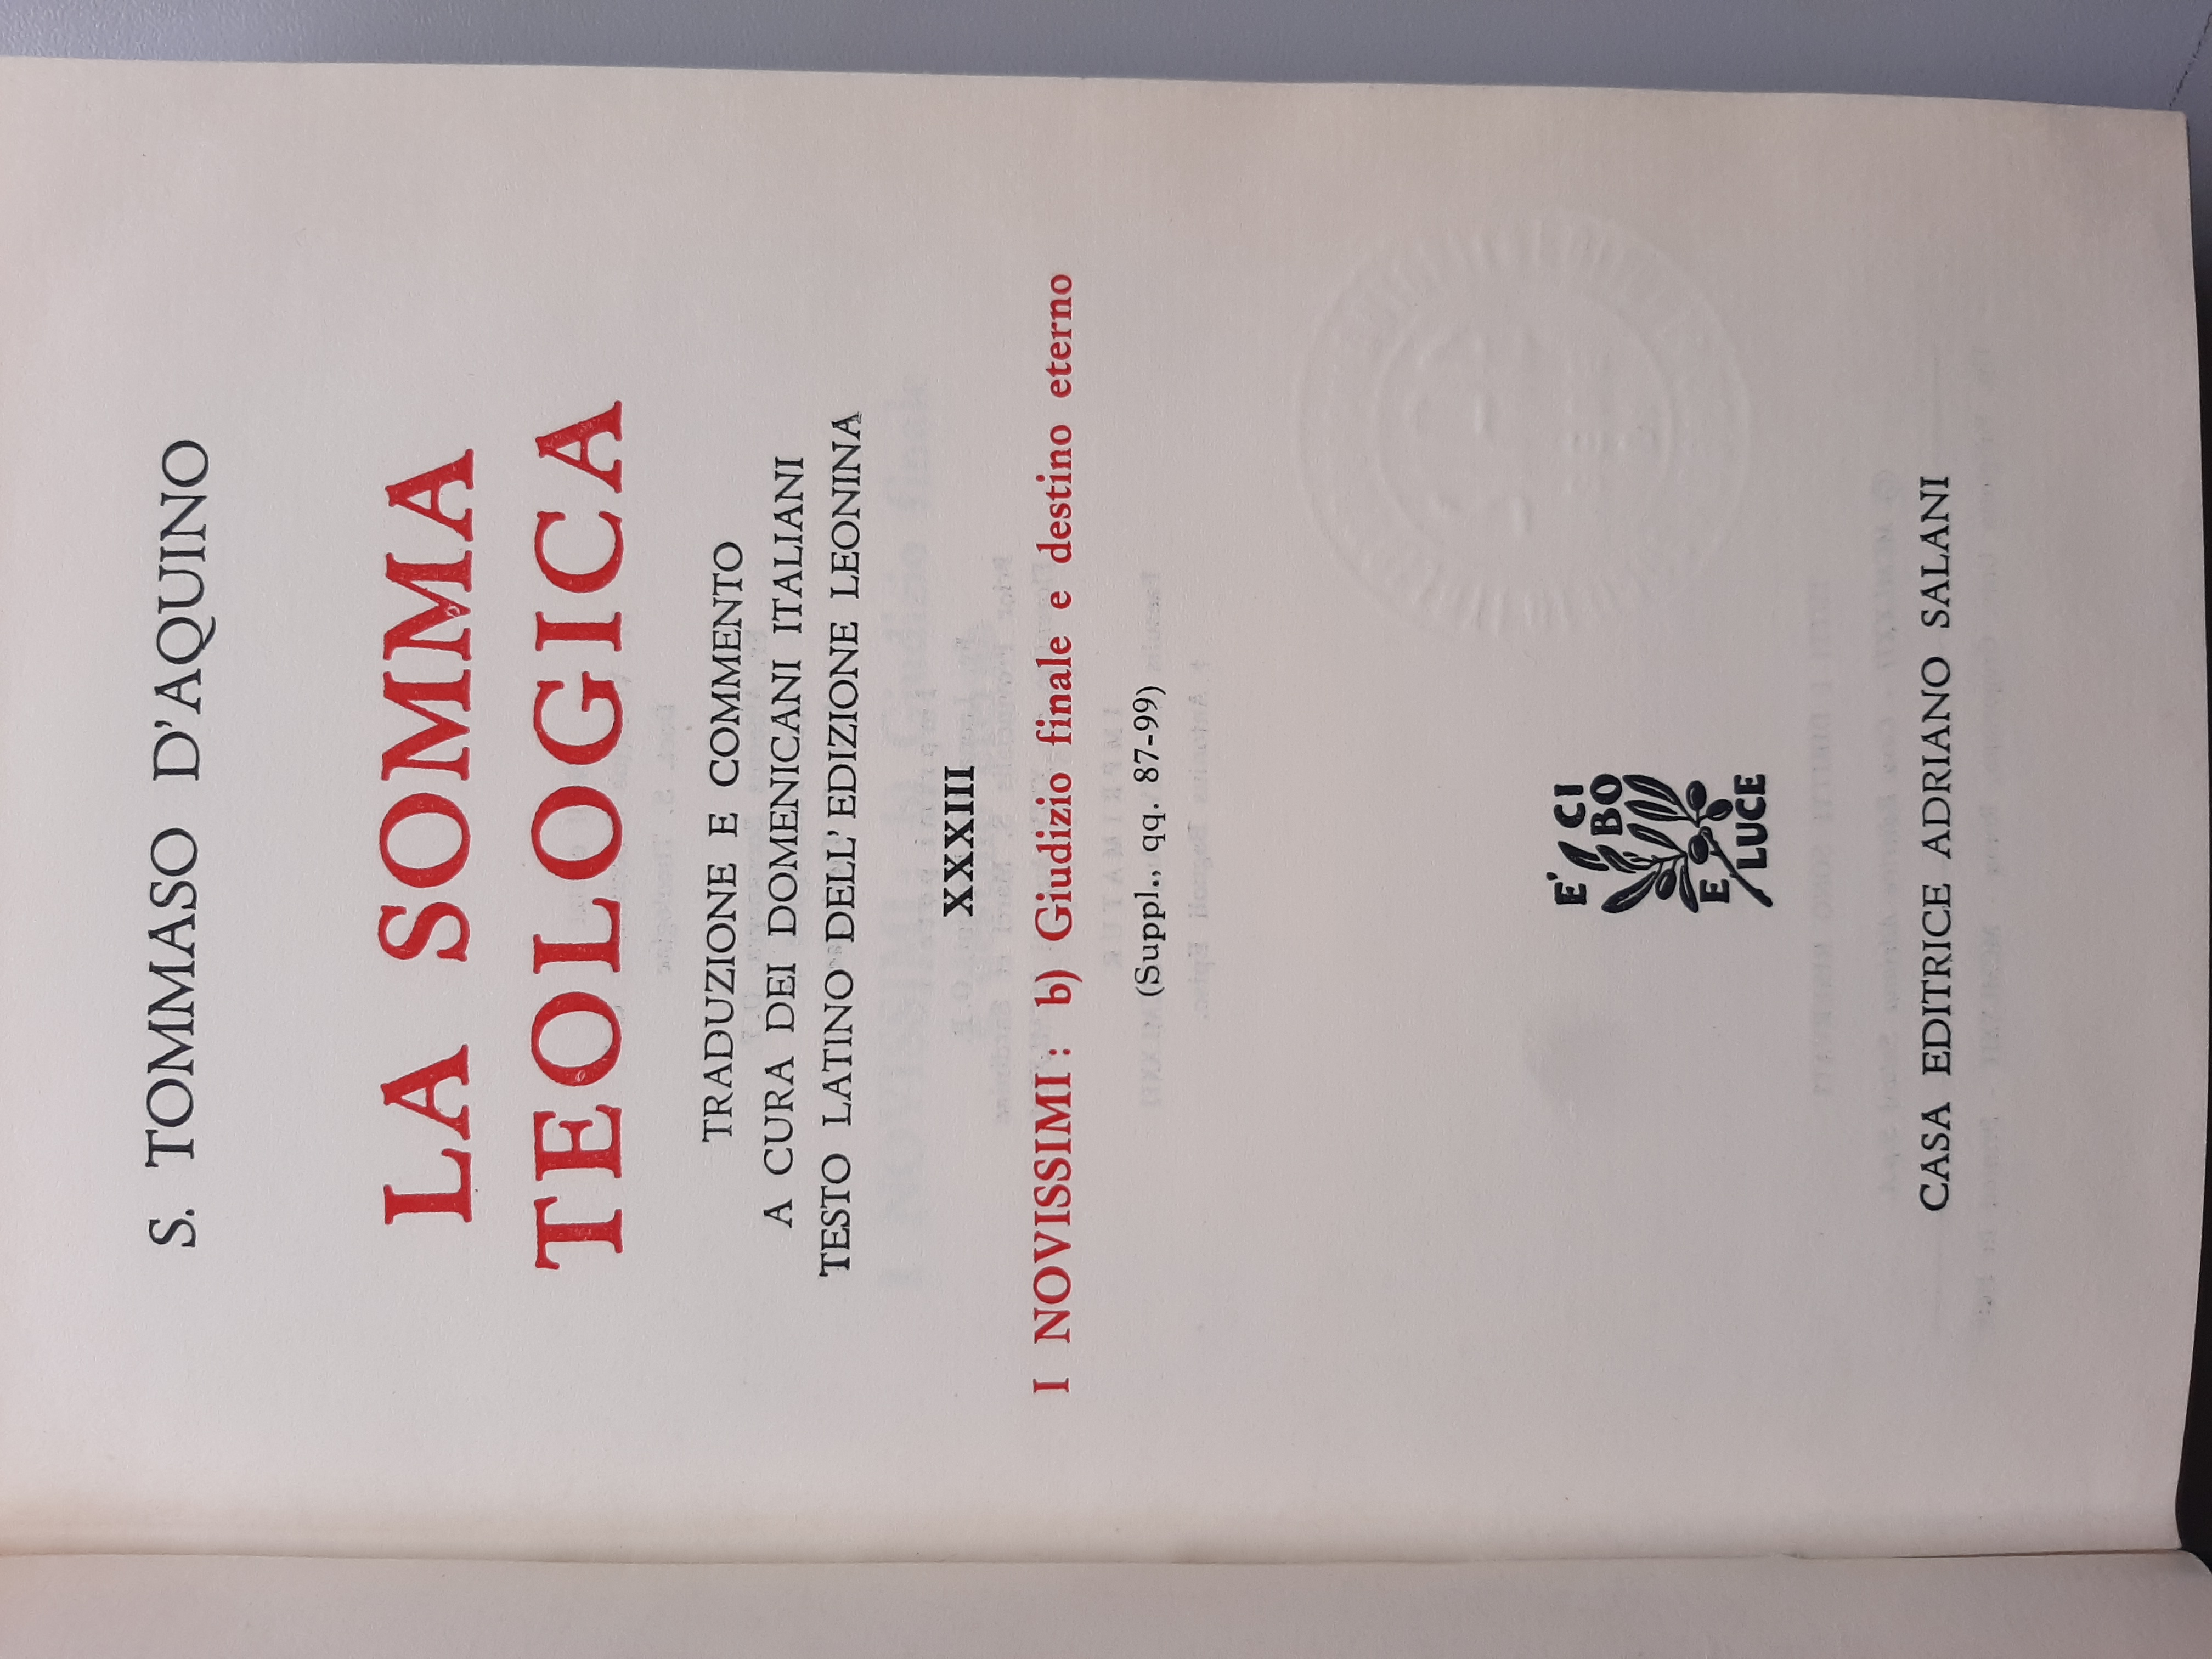 S. TOMMASO D'AQUINO
LA SOMMA
TEOLOGICA
TRADUZIONE E COMMENTO
A CURA DEI DOMENICANI ITALIANI
TESTO LATINO DELL'EDIZIONE LEONINA
XXXIII
I NOVISSIMI: b) Giudizio finale e destino eterno
(Suppl., qq. 87-99)
E' CI
BO
E
LUCE
CASA EDITRICE ADRIANO SALANI